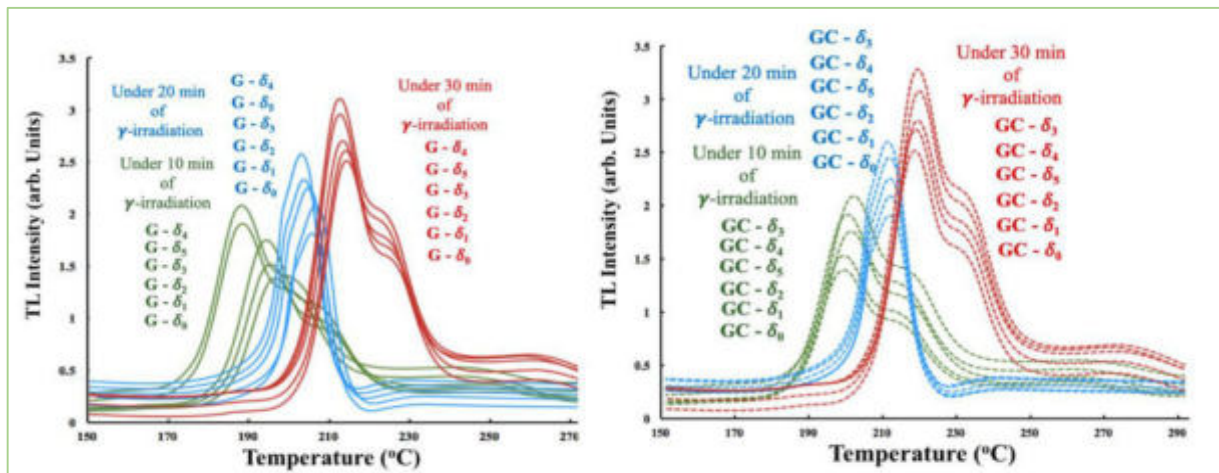 3.5
3
2.5
2
1.5
1
0.5
0
TL Intensity (arb. Units)
Under 20 min
of
γ-irradiation
G - δ₄
G - δ₅
G - δ₃
G - δ₂
G - δ₁
G - δ₀
Under 10 min
of
γ-irradiation
G - δ₄
G - δ₅
G - δ₃
G - δ₂
G - δ₁
G - δ₀
Under 30 min
of
γ-irradiation
G - δ₄
G - δ₅
G - δ₃
G - δ₂
G - δ₁
G - δ₀
150 170 190 210 230 250 270
Temperature (°C)
3.5
3
2.5
2
1.5
1
0.5
0
TL Intensity (arb. Units)
Under 20 min
of
γ-irradiation
GC - δ₃
GC - δ₄
GC - δ₅
GC - δ₂
GC - δ₁
GC - δ₀
Under 10 min
of
γ-irradiation
GC - δ₃
GC - δ₄
GC - δ₅
GC - δ₂
GC - δ₁
GC - δ₀
Under 30 min
of
γ-irradiation
GC - δ₃
GC - δ₄
GC - δ₅
GC - δ₂
GC - δ₁
GC - δ₀
150 170 190 210 230 250 270 290
Temperature (°C)